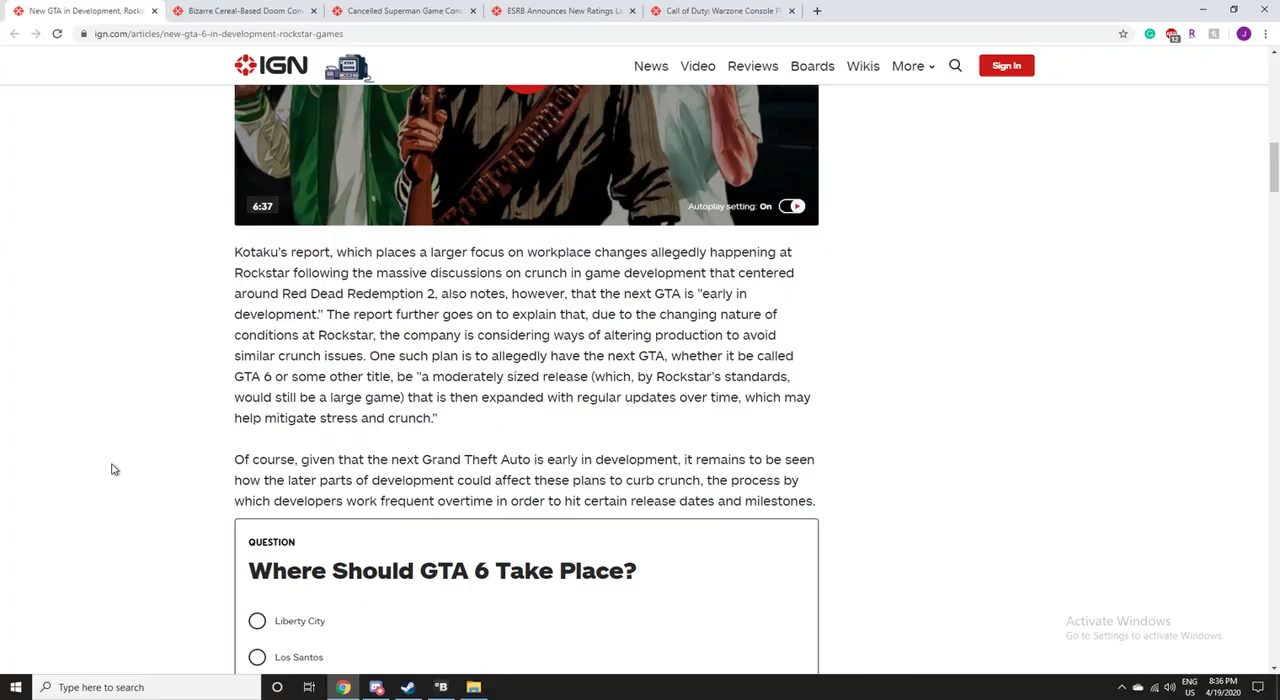 New GTA in Development, Rocks
Bizarre Cereal-Based Doom Con
Cancelled Superman Game Con
ESRB Announces New Ratings La
Call of Duty: Warzone Console P
ign.com/articles/new-gta-6-in-development-rockstar-games
12
R
J
IGN
News Video Reviews Boards Wikis More
Sign In
6:37
Autoplay setting: On
Kotaku's report, which places a larger focus on workplace changes allegedly happening at
Rockstar following the massive discussions on crunch in game development that centered
around Red Dead Redemption 2, also notes, however, that the next GTA is "early in
development." The report further goes on to explain that, due to the changing nature of
conditions at Rockstar, the company is considering ways of altering production to avoid
similar crunch issues. One such plan is to allegedly have the next GTA, whether it be called
GTA 6 or some other title, be "a moderately sized release (which, by Rockstar's standards,
would still be a large game) that is then expanded with regular updates over time, which may
help mitigate stress and crunch."
Of course, given that the next Grand Theft Auto is early in development, it remains to be seen
how the later parts of development could affect these plans to curb crunch, the process by
which developers work frequent overtime in order to hit certain release dates and milestones.
QUESTION
Where Should GTA 6 Take Place?
Liberty City
Los Santos
Activate Windows
Go to Settings to activate Windows.
Type here to search
B
ENG
US
8:36 PM
4/19/2020